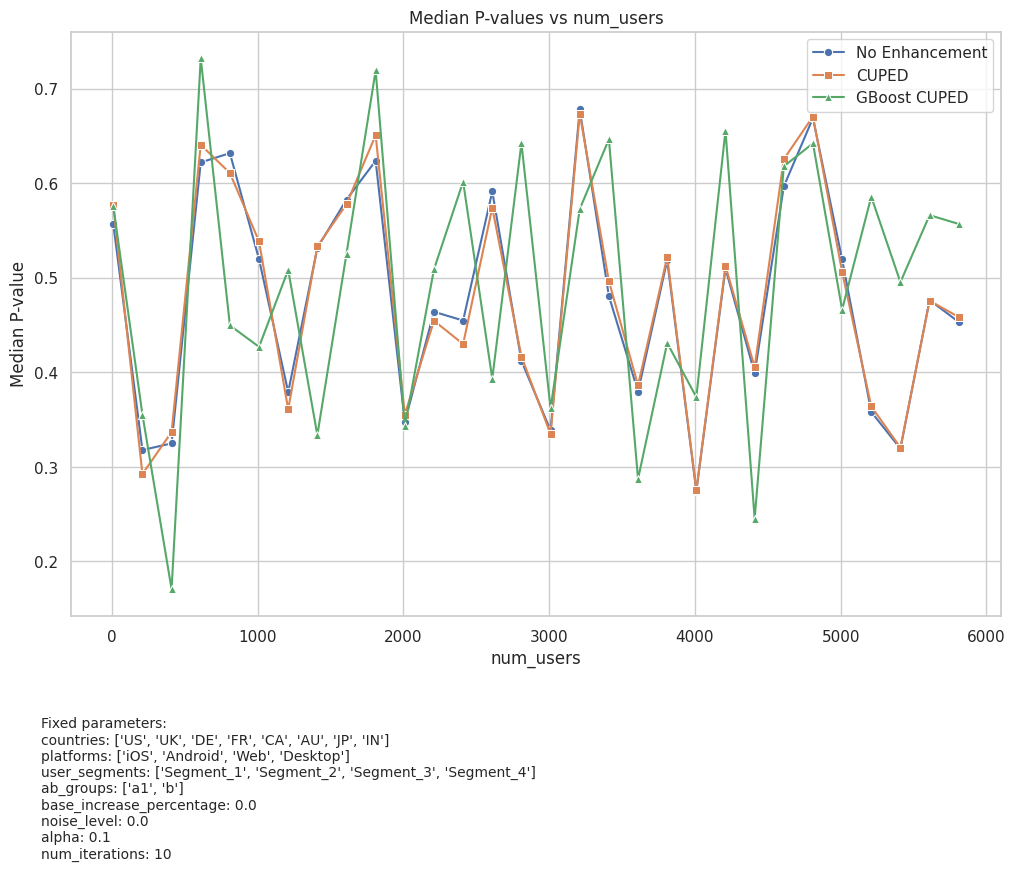 Median P-values vs num_users
No Enhancement
CUPED
GBoost CUPED
Median P-value
0.7
0.6
0.5
0.4
0.3
0.2
0
1000
2000
3000
4000
5000
6000
num_users
Fixed parameters:
countries: ['US', 'UK', 'DE', 'FR', 'CA', 'AU', 'JP', 'IN']
platforms: ['iOS', 'Android', 'Web', 'Desktop']
user_segments: ['Segment_1', 'Segment_2', 'Segment_3', 'Segment_4']
ab_groups: ['a1', 'b']
base_increase_percentage: 0.0
noise_level: 0.0
alpha: 0.1
num_iterations: 10